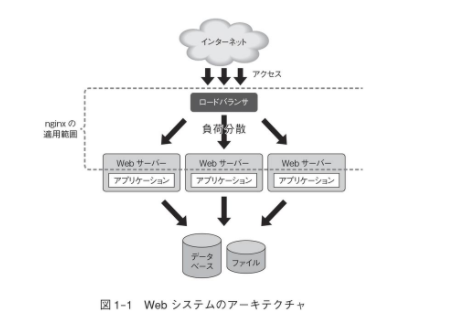 インターネット
アクセス
ロードバランサ
nginx の
適用範囲
負荷分散
Web サーバー
Web サーバー
Web サーバー
アプリケーション
アプリケーション
アプリケーション
データ
ベース
ファイル
図 1-1 Web システムのアーキテクチャ